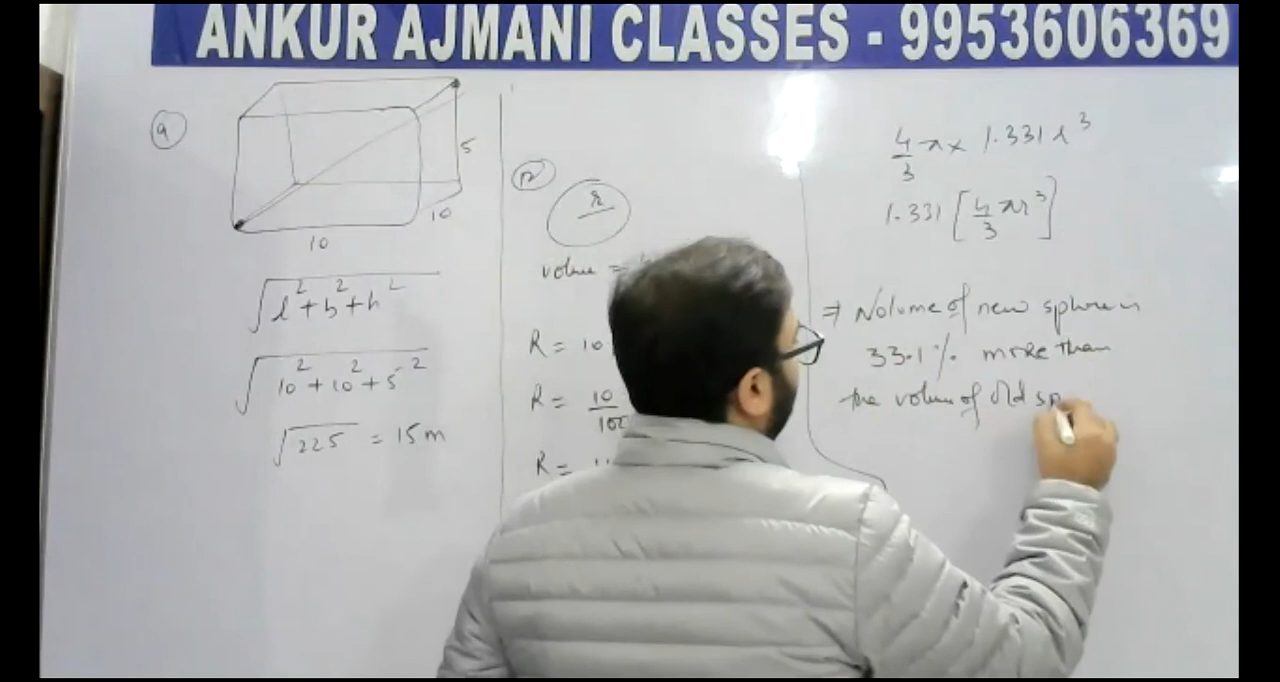 ANKUR AJMANI CLASSES - 9953606369
9
5
10
10
√l²+b²+h²
√10²+10²+5²
√225 = 15m
12
r
volume =
R = 10
R = 10/100
R =
4/3 π x 1.331 r³
1.331 [4/3 πr³]
⇒ Volume of new sphere is
33.1% more than
the volume of old sp